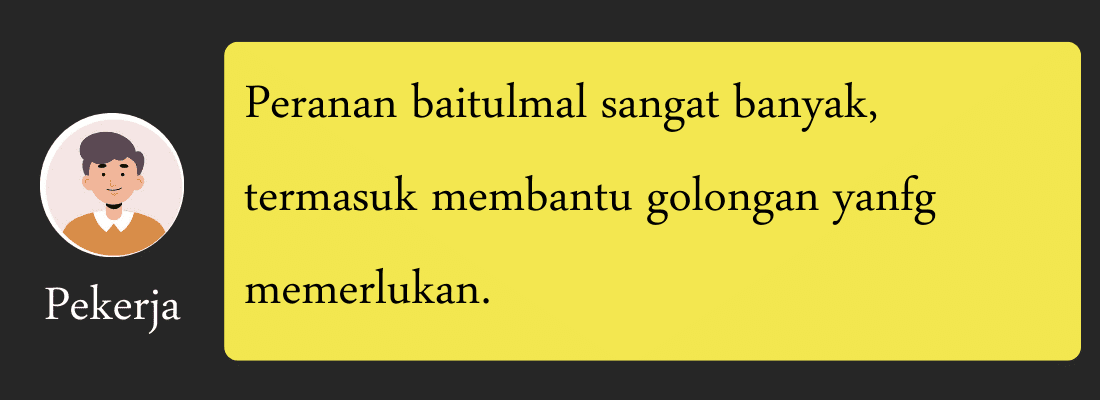 Peranan baitulmal sangat banyak,
termasuk membantu golongan yanfg
memerlukan.
Pekerja